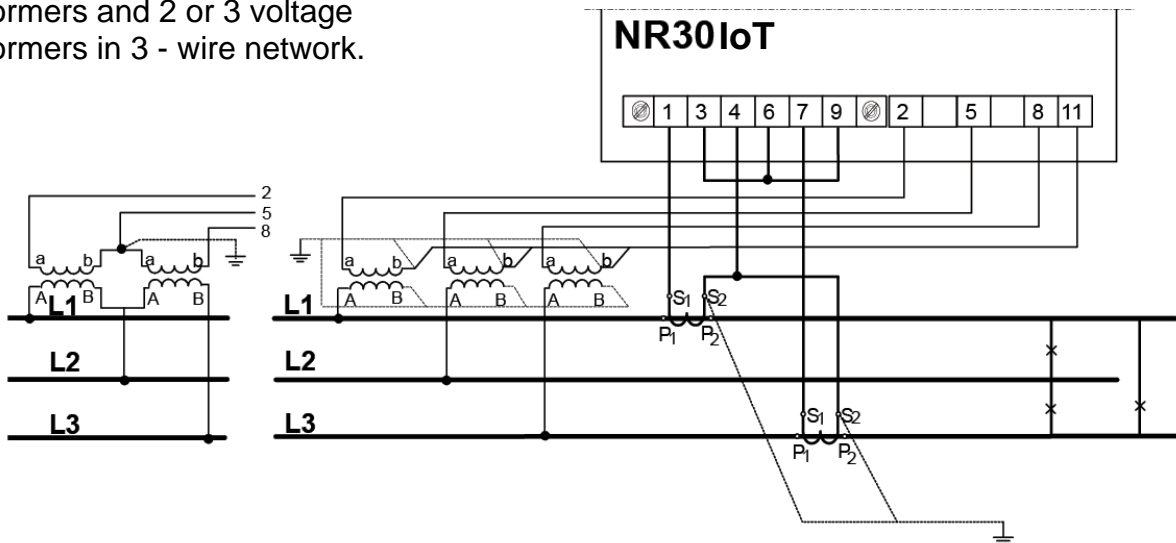 ormers and 2 or 3 voltage
ormers in 3 - wire network.
NR30IoT
1 3 4 6 7 9 2 5 8 11
2
5
8
a b a b a b a b a b
A B A B A B A B A B
S1 S2
L1 L1
P1 P2
L2 L2
L3 L3
S1 S2
P1 P2